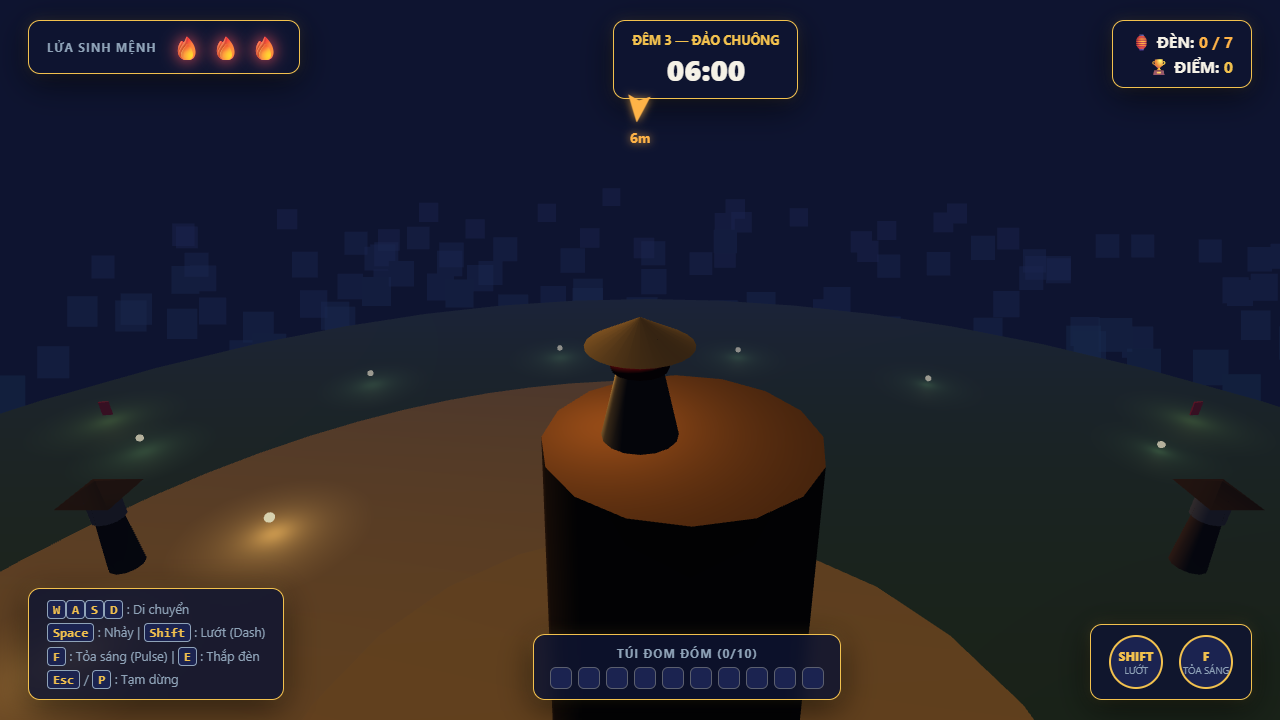 LỬA SINH MỆNH
ĐÊM 3 — ĐẢO CHUÔNG
06:00
6m
ĐÈN: 0 / 7
ĐIỂM: 0
W A S D : Di chuyển
Space : Nhảy | Shift : Lướt (Dash)
F : Tỏa sáng (Pulse) | E : Thắp đèn
Esc / P : Tạm dừng
TÚI ĐOM ĐÓM (0/10)
SHIFT
LƯỚT
F
TỎA SÁNG